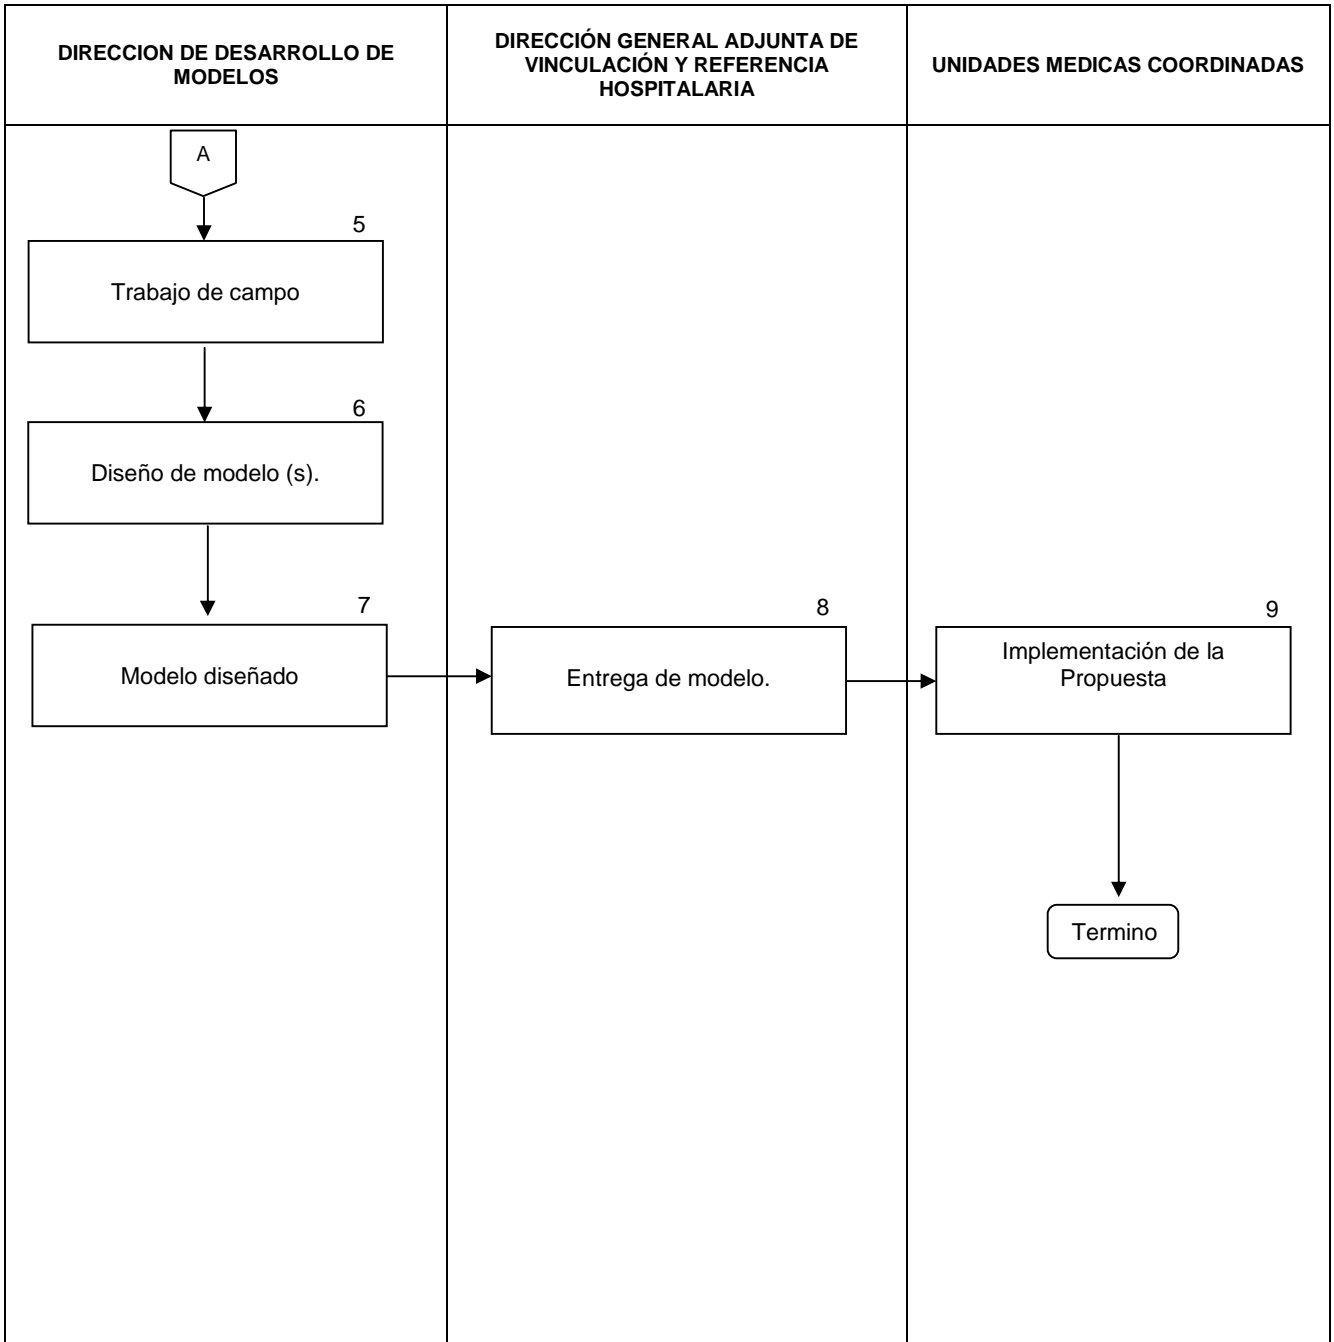 DIRECCION DE DESARROLLO DE
MODELOS
DIRECCIÓN GENERAL ADJUNTA DE
VINCULACIÓN Y REFERENCIA
HOSPITALARIA
UNIDADES MEDICAS COORDINADAS
A
5
Trabajo de campo
6
Diseño de modelo (s).
7
Modelo diseñado
8
Entrega de modelo.
9
Implementación de la
Propuesta
Termino